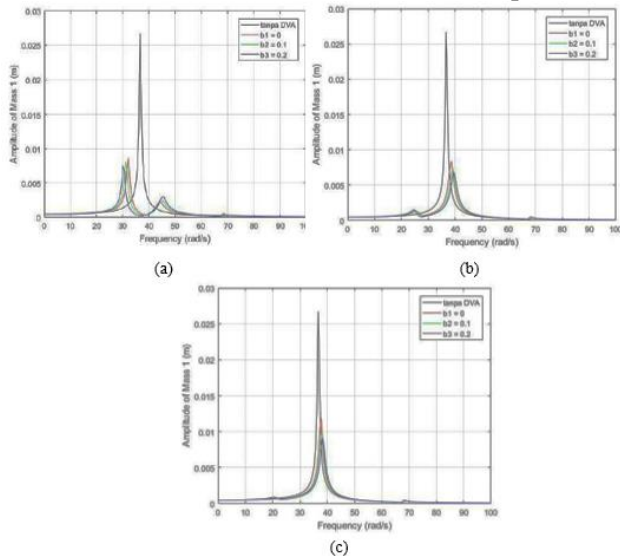 0.03
0.025
0.02
0.015
0.01
0.005
0
Amplitude of Mass 1 (m)
tanpa DVA
b1 = 0
b2 = 0.1
b3 = 0.2
0 10 20 30 40 50 60 70 80 90
Frequency (rad/s)
(a)
0.03
0.025
0.02
0.015
0.01
0.005
0
Amplitude of Mass 1 (m)
tanpa DVA
b1 = 0
b2 = 0.1
b3 = 0.2
0 10 20 30 40 50 60 70 80 90 100
Frequency (rad/s)
(b)
0.03
0.025
0.02
0.015
0.01
0.005
0
Amplitude of Mass 1 (m)
tanpa DVA
b1 = 0
b2 = 0.1
b3 = 0.2
0 10 20 30 40 50 60 70 80 90 100
Frequency (rad/s)
(c)